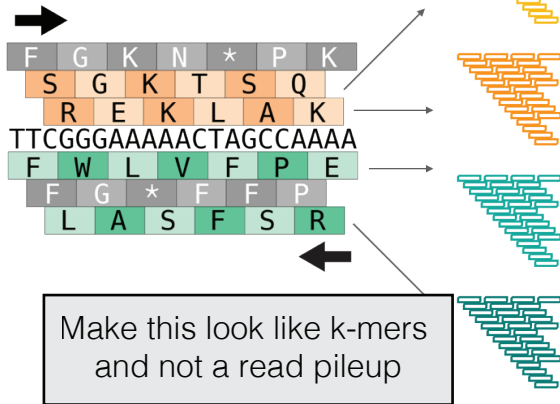 F G K N * P K
S G K T S Q
R E K L A K
TTCGGGAAAAACTAGCCAAAA
F W L V F P E
F G * F F P
L A S F S R
Make this look like k-mers
and not a read pileup